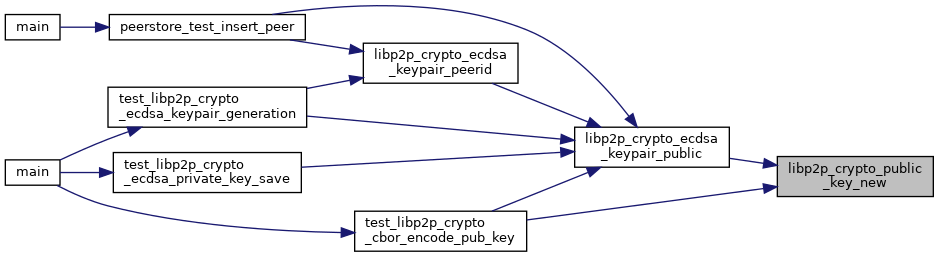 main
peerstore_test_insert_peer
libp2p_crypto_ecdsa
_keypair_peerid
test_libp2p_crypto
_ecdsa_keypair_generation
libp2p_crypto_ecdsa
_keypair_public
main
test_libp2p_crypto
_ecdsa_private_key_save
libp2p_crypto_public
_key_new
test_libp2p_crypto
_cbor_encode_pub_key